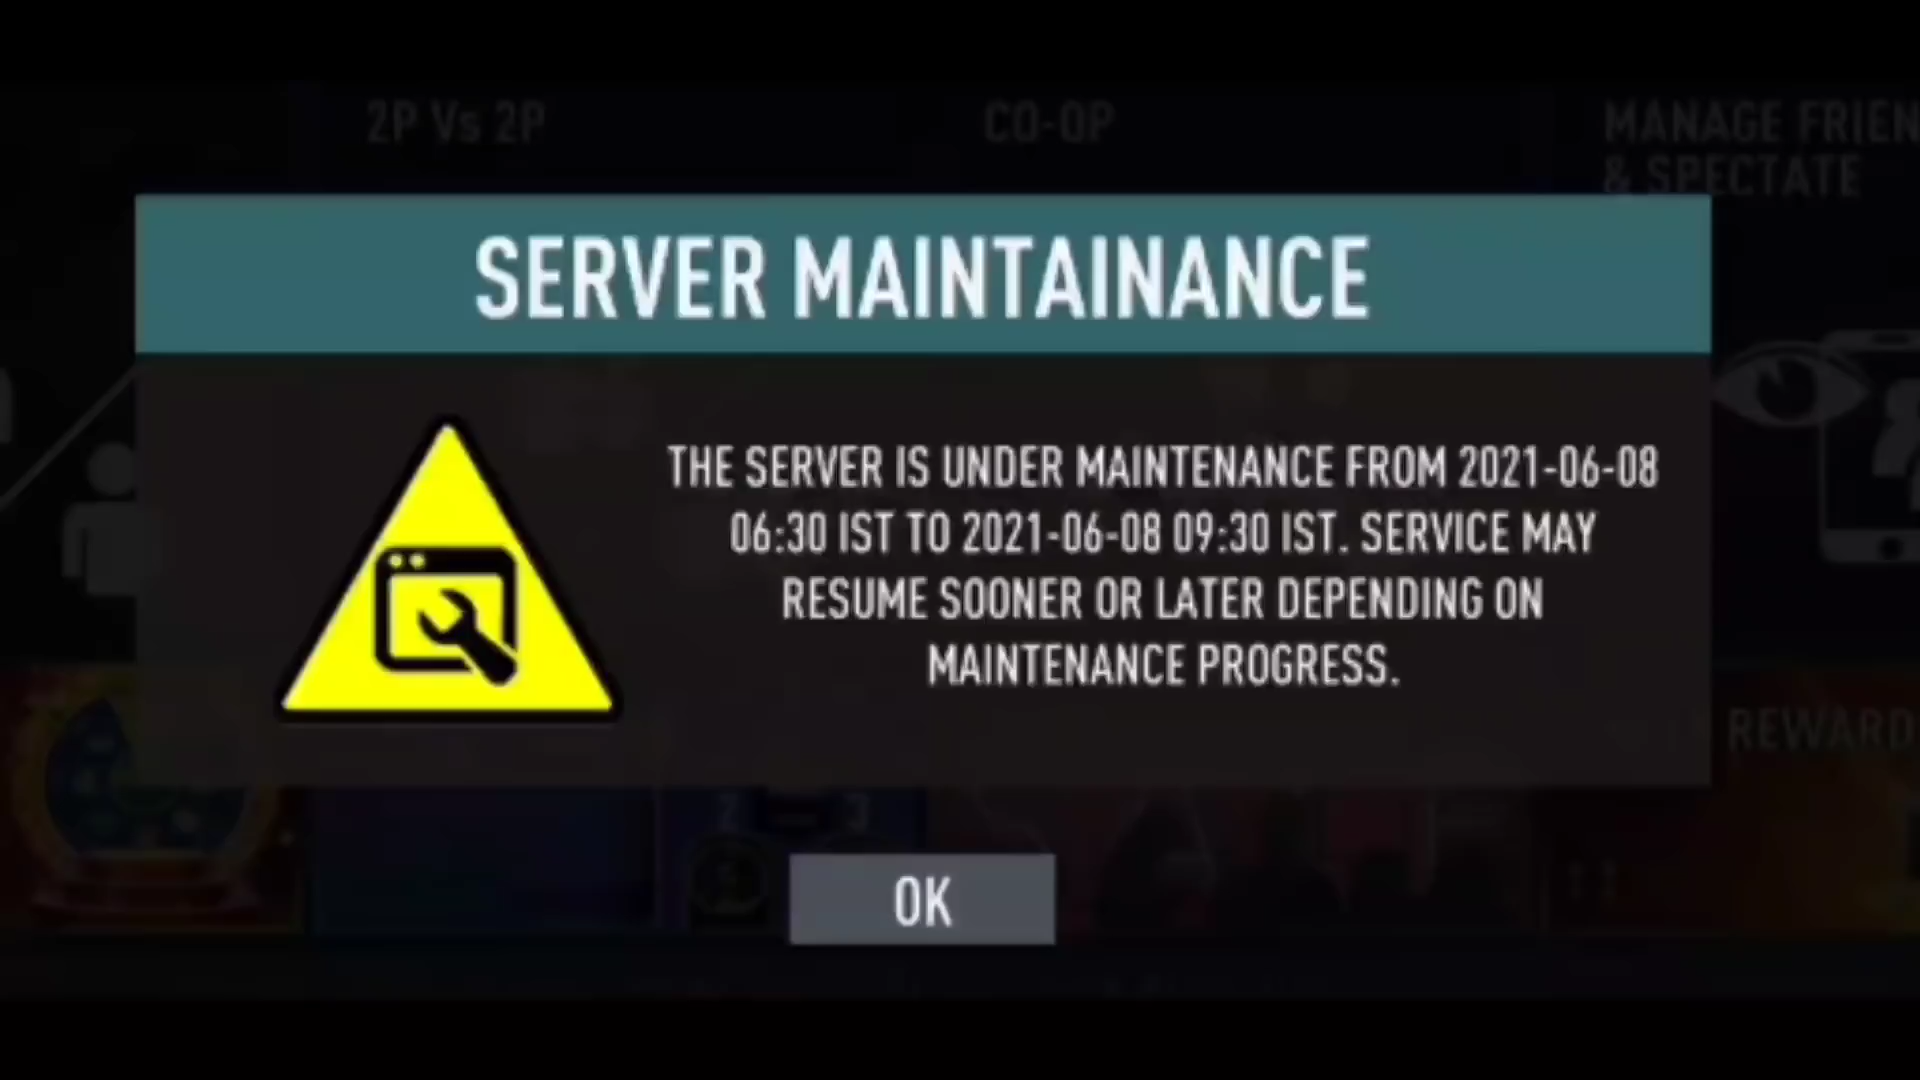 2P Vs 2P
CO-OP
MANAGE FRIEN
& SPECTATE
SERVER MAINTAINANCE
THE SERVER IS UNDER MAINTENANCE FROM 2021-06-08
06:30 IST TO 2021-06-08 09:30 IST. SERVICE MAY
RESUME SOONER OR LATER DEPENDING ON
MAINTENANCE PROGRESS.
REWARD
2
3
OK